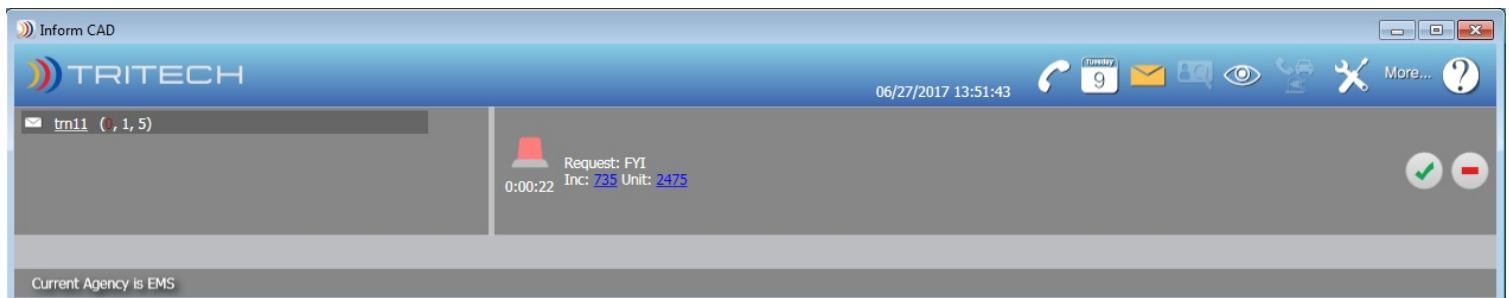 Inform CAD
TRITECH
06/27/2017 13:51:43
Tuesday
9
More...
?
trn11 (0, 1, 5)
Request: FYI
0:00:22
Inc: 735 Unit: 2475
Current Agency is EMS